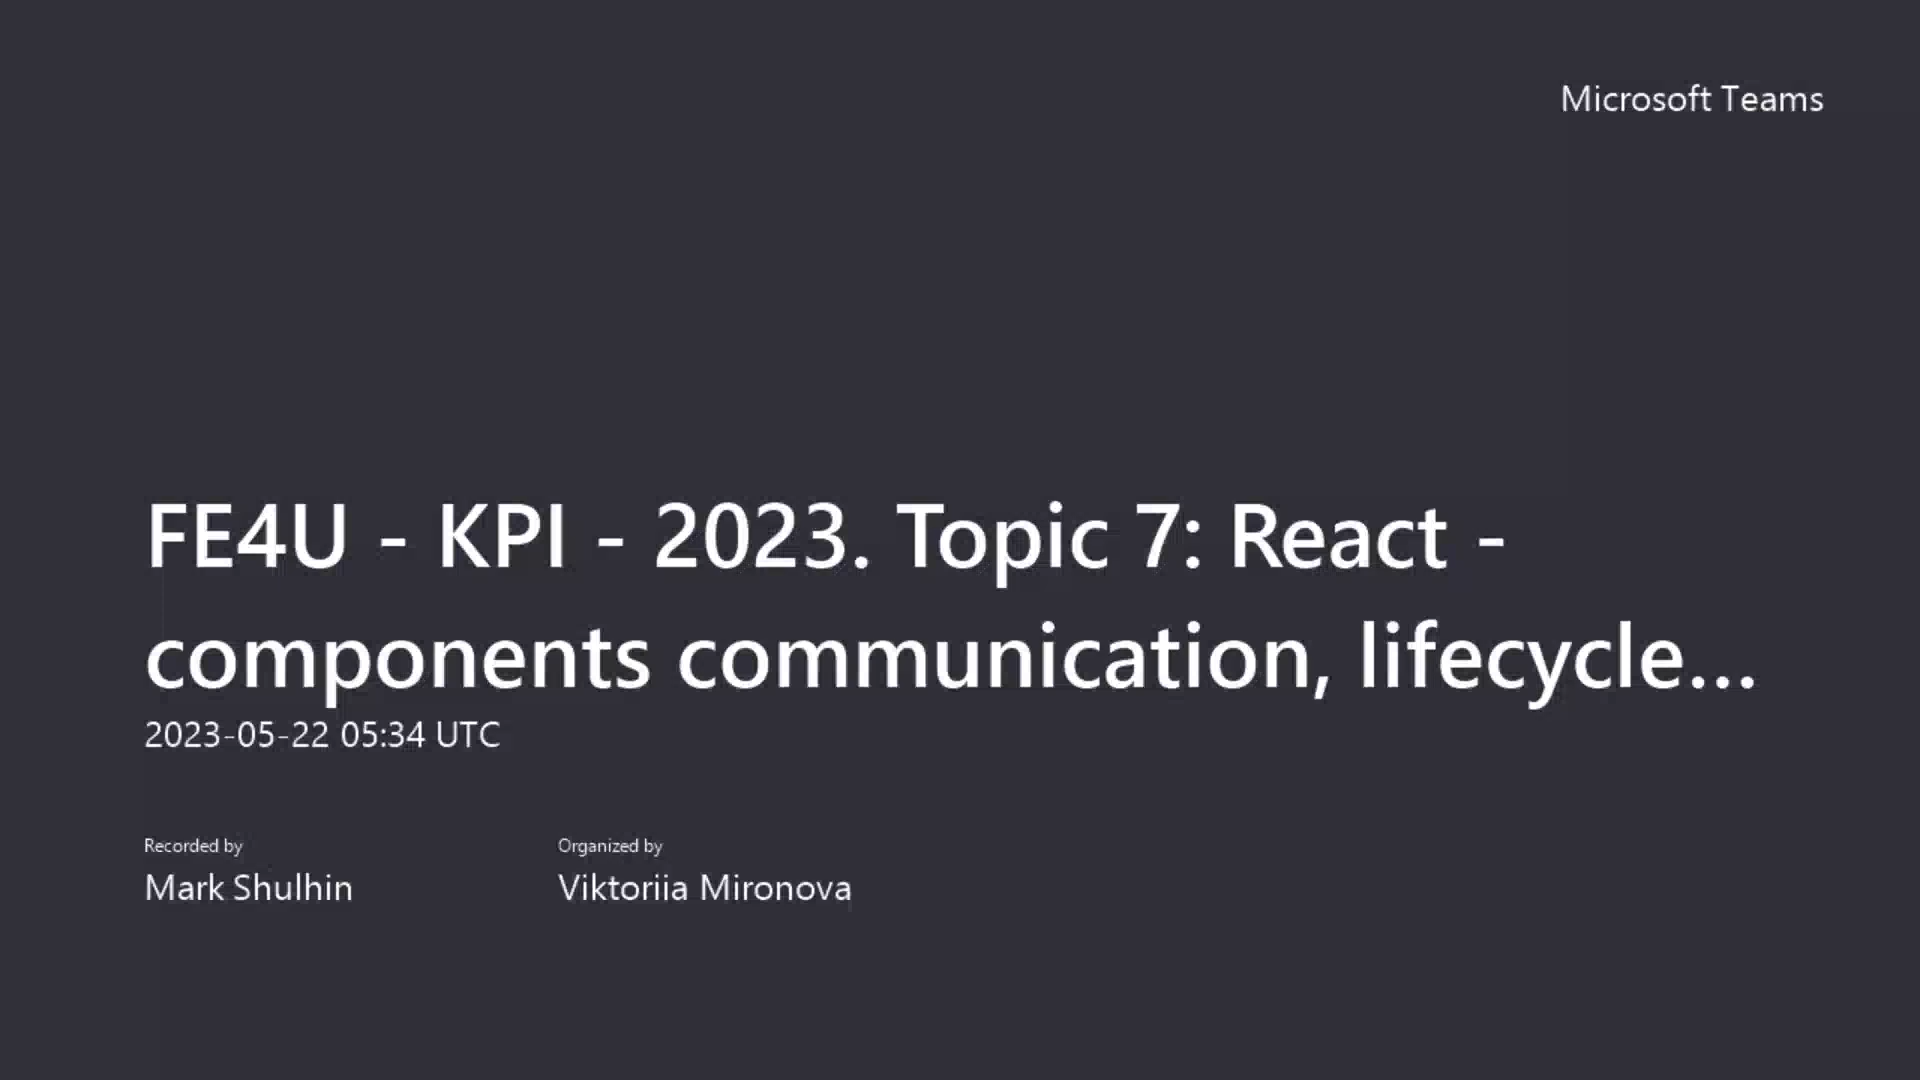 Microsoft Teams
FE4U - KPI - 2023. Topic 7: React -
components communication, lifecycle...
2023-05-22 05:34 UTC
Recorded by
Mark Shulhin
Organized by
Viktoriia Mironova